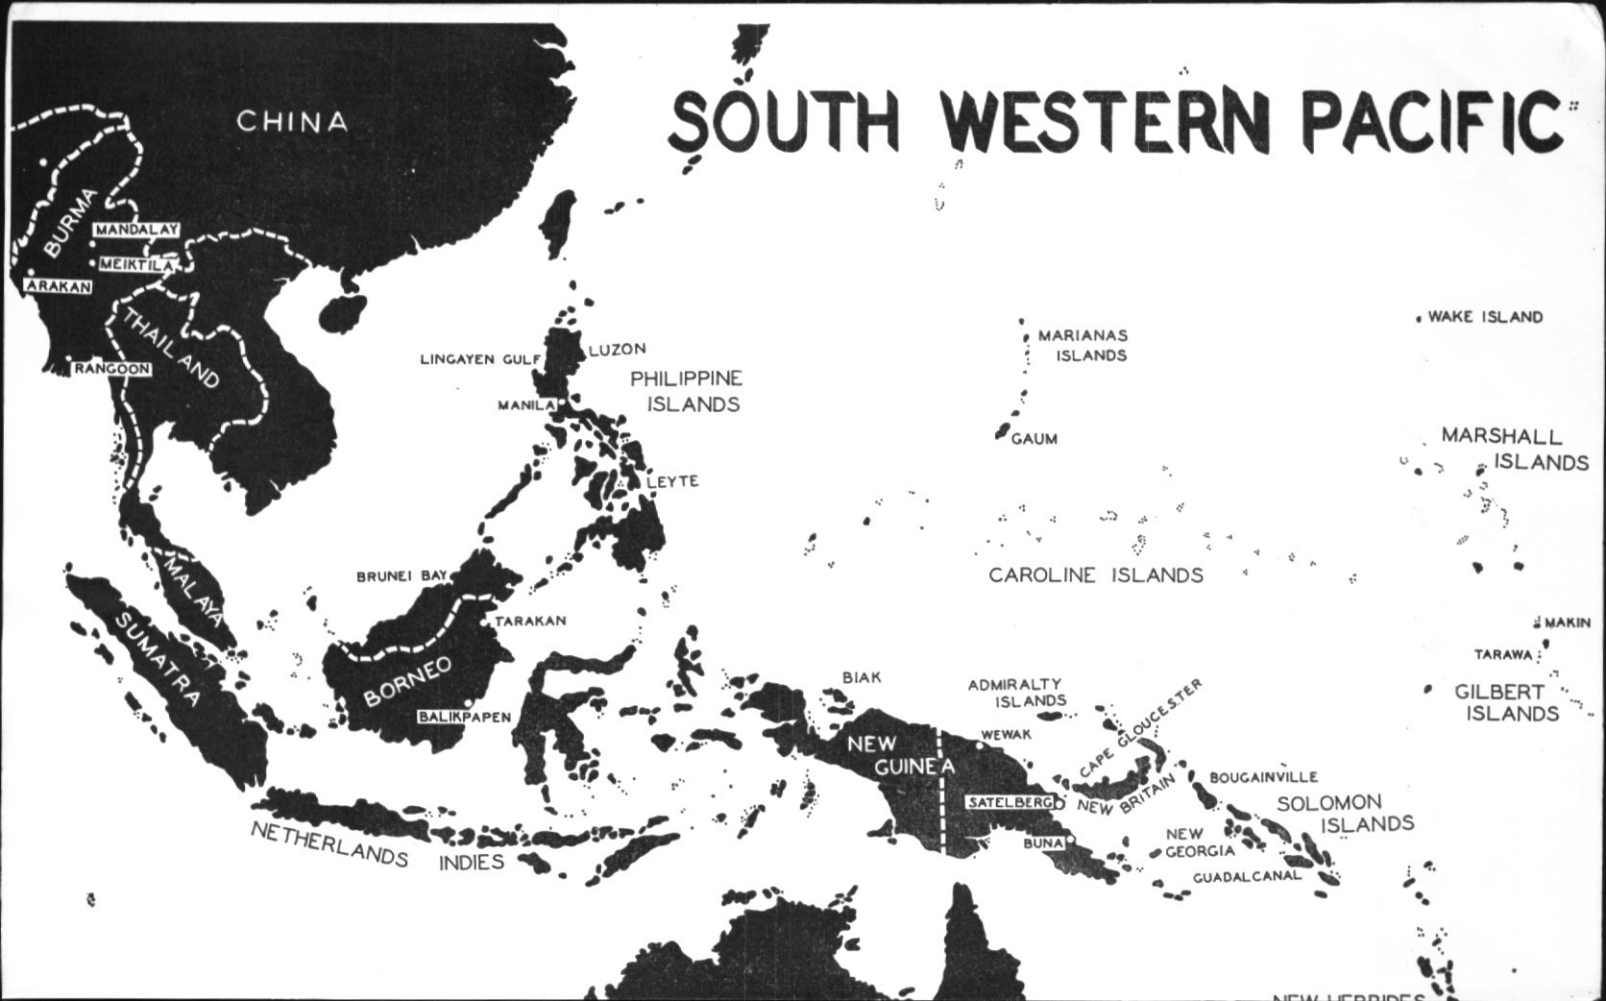 SOUTH WESTERN PACIFIC
CHINA
BURMA
MANDALAY
MEIKTILA
ARAKAN
THAILAND
RANGOON
LINGAYEN GULF
LUZON
PHILIPPINE
ISLANDS
MANILA
LEYTE
MARIANAS
ISLANDS
GAUM
WAKE ISLAND
MARSHALL
ISLANDS
CAROLINE ISLANDS
MALAYA
SUMATRA
BRUNEI BAY
TARAKAN
BORNEO
BALIKPAPEN
MAKIN
TARAWA
GILBERT
ISLANDS
BIAK
ADMIRALTY
ISLANDS
WEWAK
CAPE GLOUCESTER
NEW
GUINEA
SATELBERG
NEW BRITAIN
BOUGAINVILLE
SOLOMON
ISLANDS
BUNA
NEW
GEORGIA
GUADALCANAL
NETHERLANDS INDIES
NEW HEBRIDES